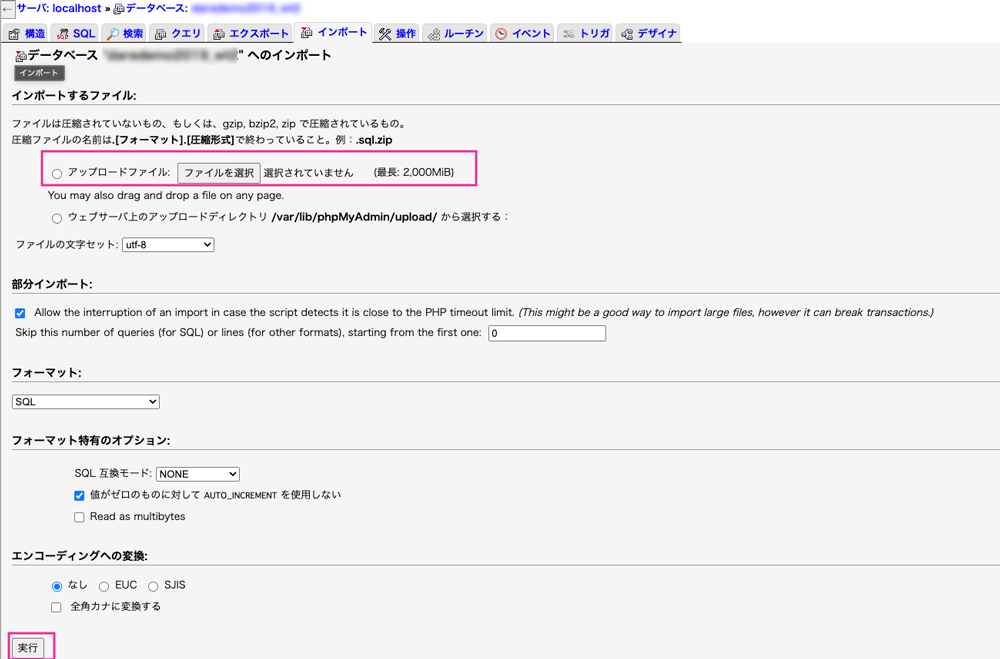 サーバ: localhost » データベース:
構造 SQL 検索 クエリ エクスポート インポート 操作 ルーチン イベント トリガ デザイナ
データベース " " へのインポート
インポート
インポートするファイル:
ファイルは圧縮されていないもの、もしくは、gzip, bzip2, zip で圧縮されているもの。
圧縮ファイルの名前は.[フォーマット].[圧縮形式]で終わっていること。例：.sql.zip
アップロードファイル: ファイルを選択 選択されていません (最長: 2,000MiB)
You may also drag and drop a file on any page.
ウェブサーバ上のアップロードディレクトリ /var/lib/phpMyAdmin/upload/ から選択する：
ファイルの文字セット: utf-8
部分インポート:
Allow the interruption of an import in case the script detects it is close to the PHP timeout limit. (This might be a good way to import large files, however it can break transactions.)
Skip this number of queries (for SQL) or lines (for other formats), starting from the first one: 0
フォーマット:
SQL
フォーマット特有のオプション:
SQL 互換モード: NONE
値がゼロのものに対して AUTO_INCREMENT を使用しない
Read as multibytes
エンコーディングへの変換:
なし EUC SJIS
全角カナに変換する
実行